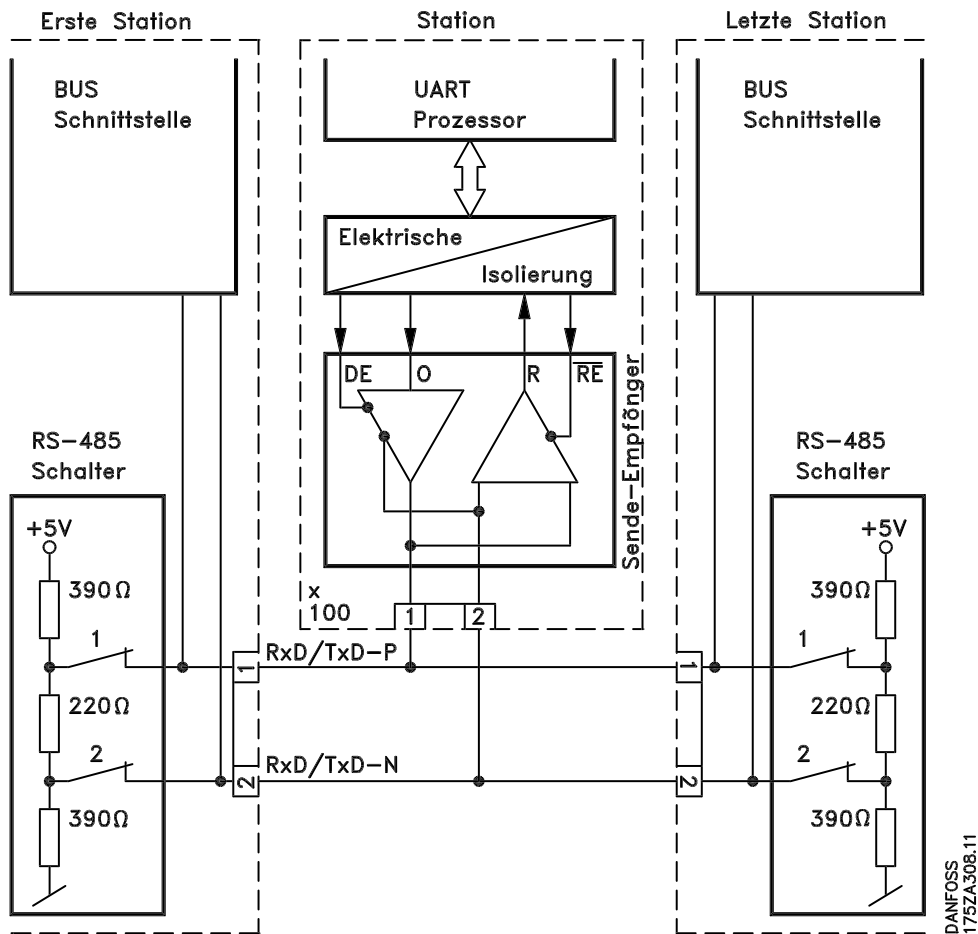 Erste Station
Station
Letzte Station
BUS
Schnittstelle
UART
Prozessor
BUS
Schnittstelle
Elektrische
Isolierung
DE
O
R
RE
Sende-Empfõnger
RS-485
Schalter
RS-485
Schalter
+5V
390Ω
1
220Ω
2
390Ω
x
100
1
2
RxD/TxD-P
1
1
RxD/TxD-N
2
2
+5V
390Ω
1
220Ω
2
390Ω
DANFOSS
175ZA308.11